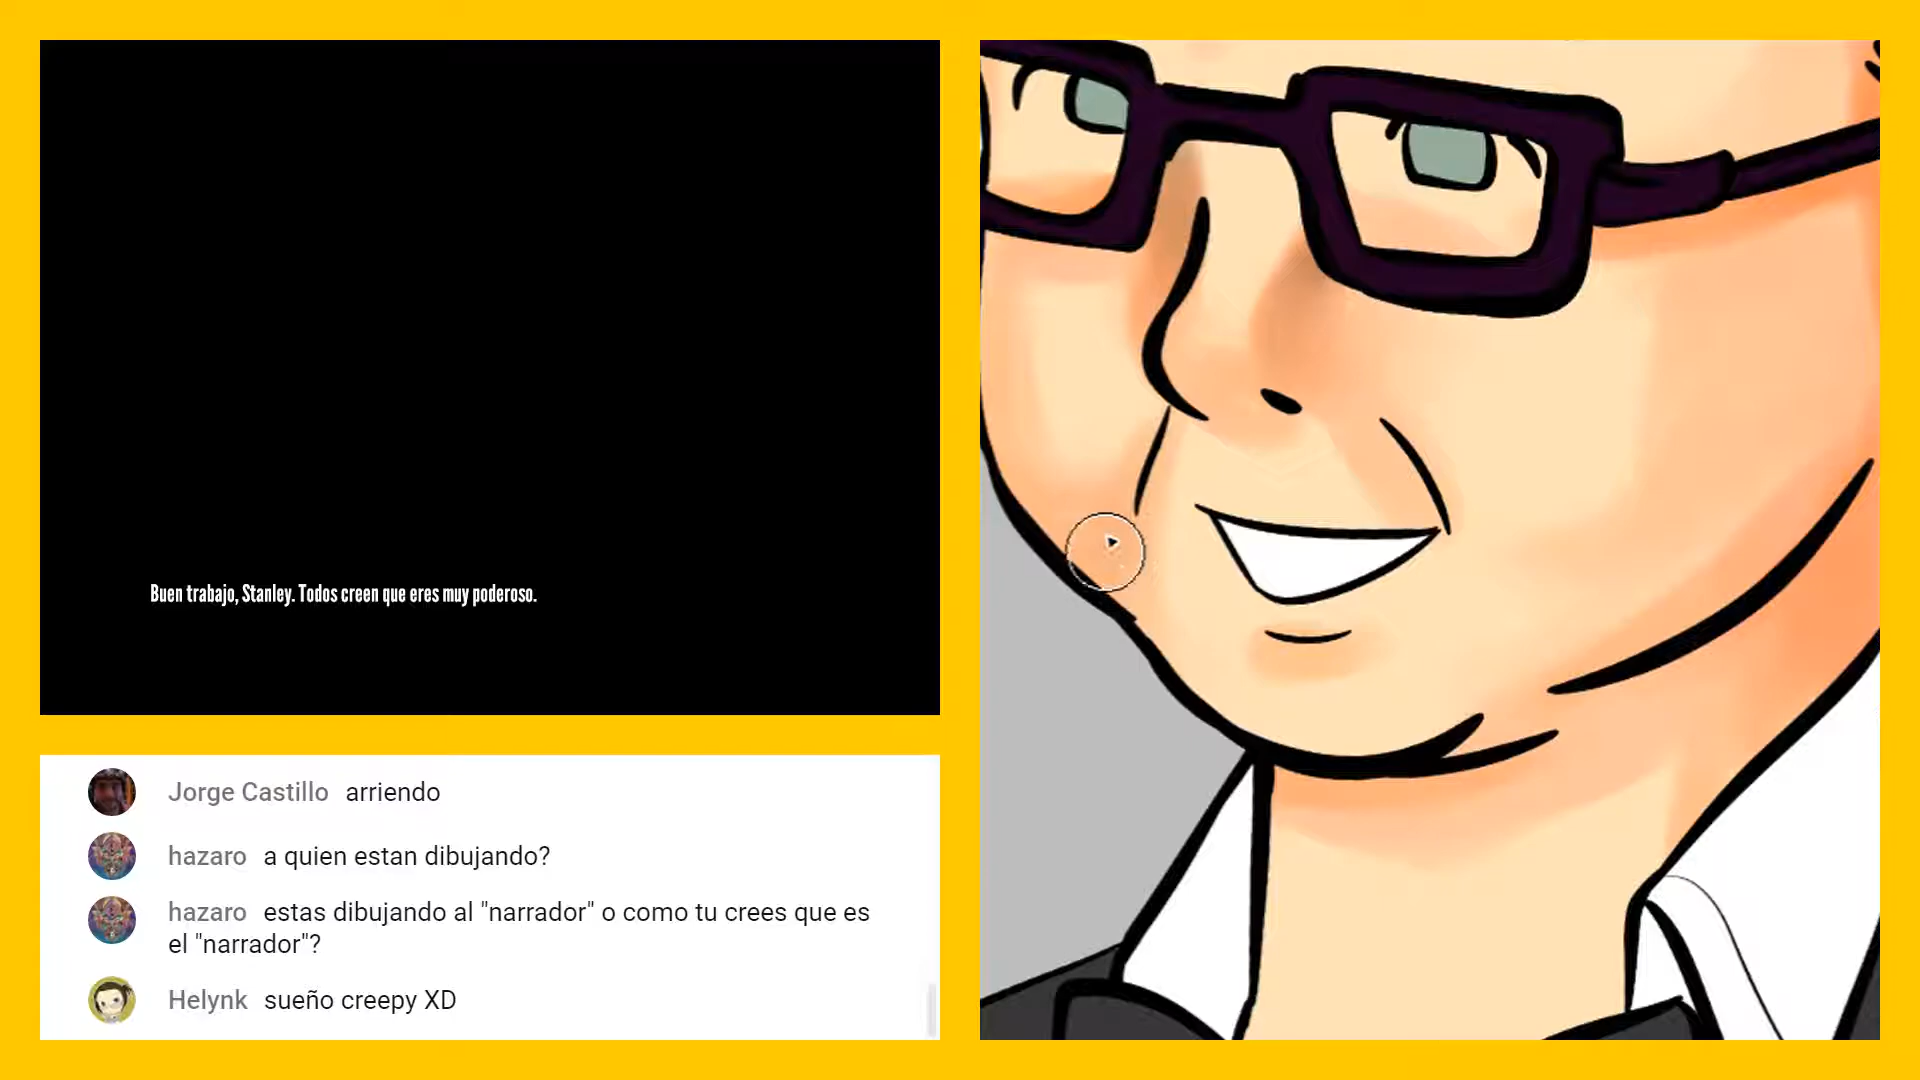 Buen trabajo, Stanley. Todos creen que eres muy poderoso.
Jorge Castillo arriendo
hazaro a quien estan dibujando?
hazaro estas dibujando al "narrador" o como tu crees que es
el "narrador"?
Helynk sueño creepy XD